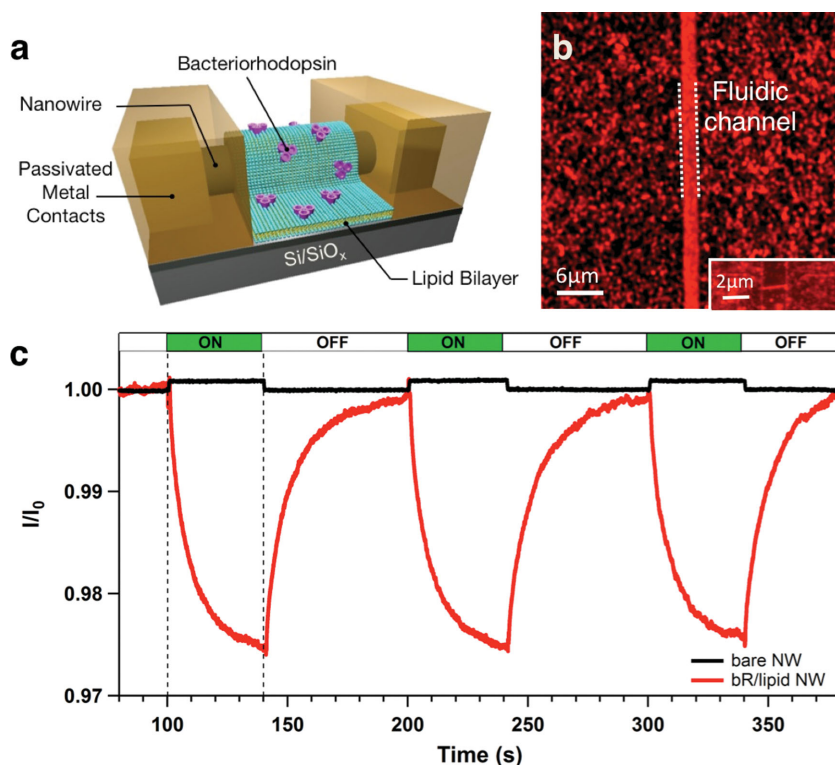 a
Bacteriorhodopsin
Nanowire
Passivated
Metal
Contacts
Si/SiOₓ
Lipid Bilayer
b
Fluidic
channel
6μm
2μm
c
ON OFF ON OFF ON OFF
1.00
0.99
0.98
0.97
I/I₀
bare NW
bR/lipid NW
100 150 200 250 300 350
Time (s)